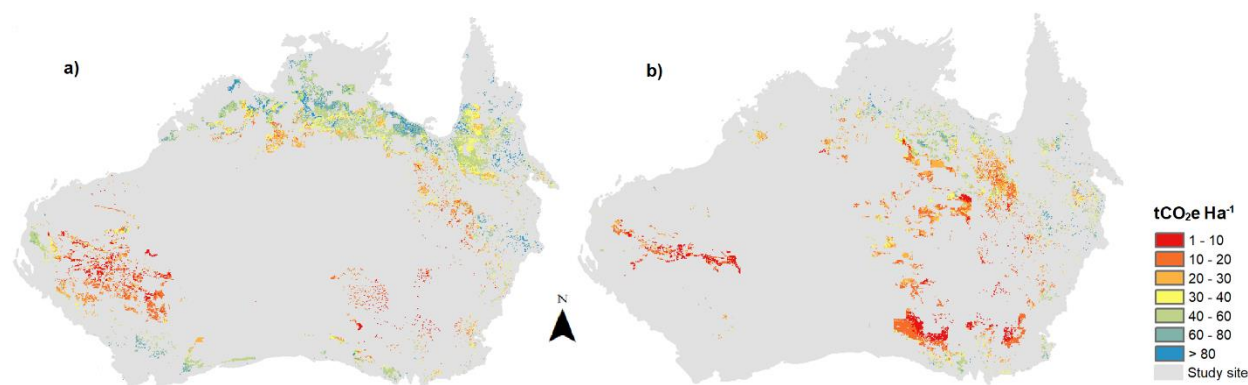 a)
b)
N
tCO₂e Ha⁻¹
1 - 10
10 - 20
20 - 30
30 - 40
40 - 60
60 - 80
> 80
Study site